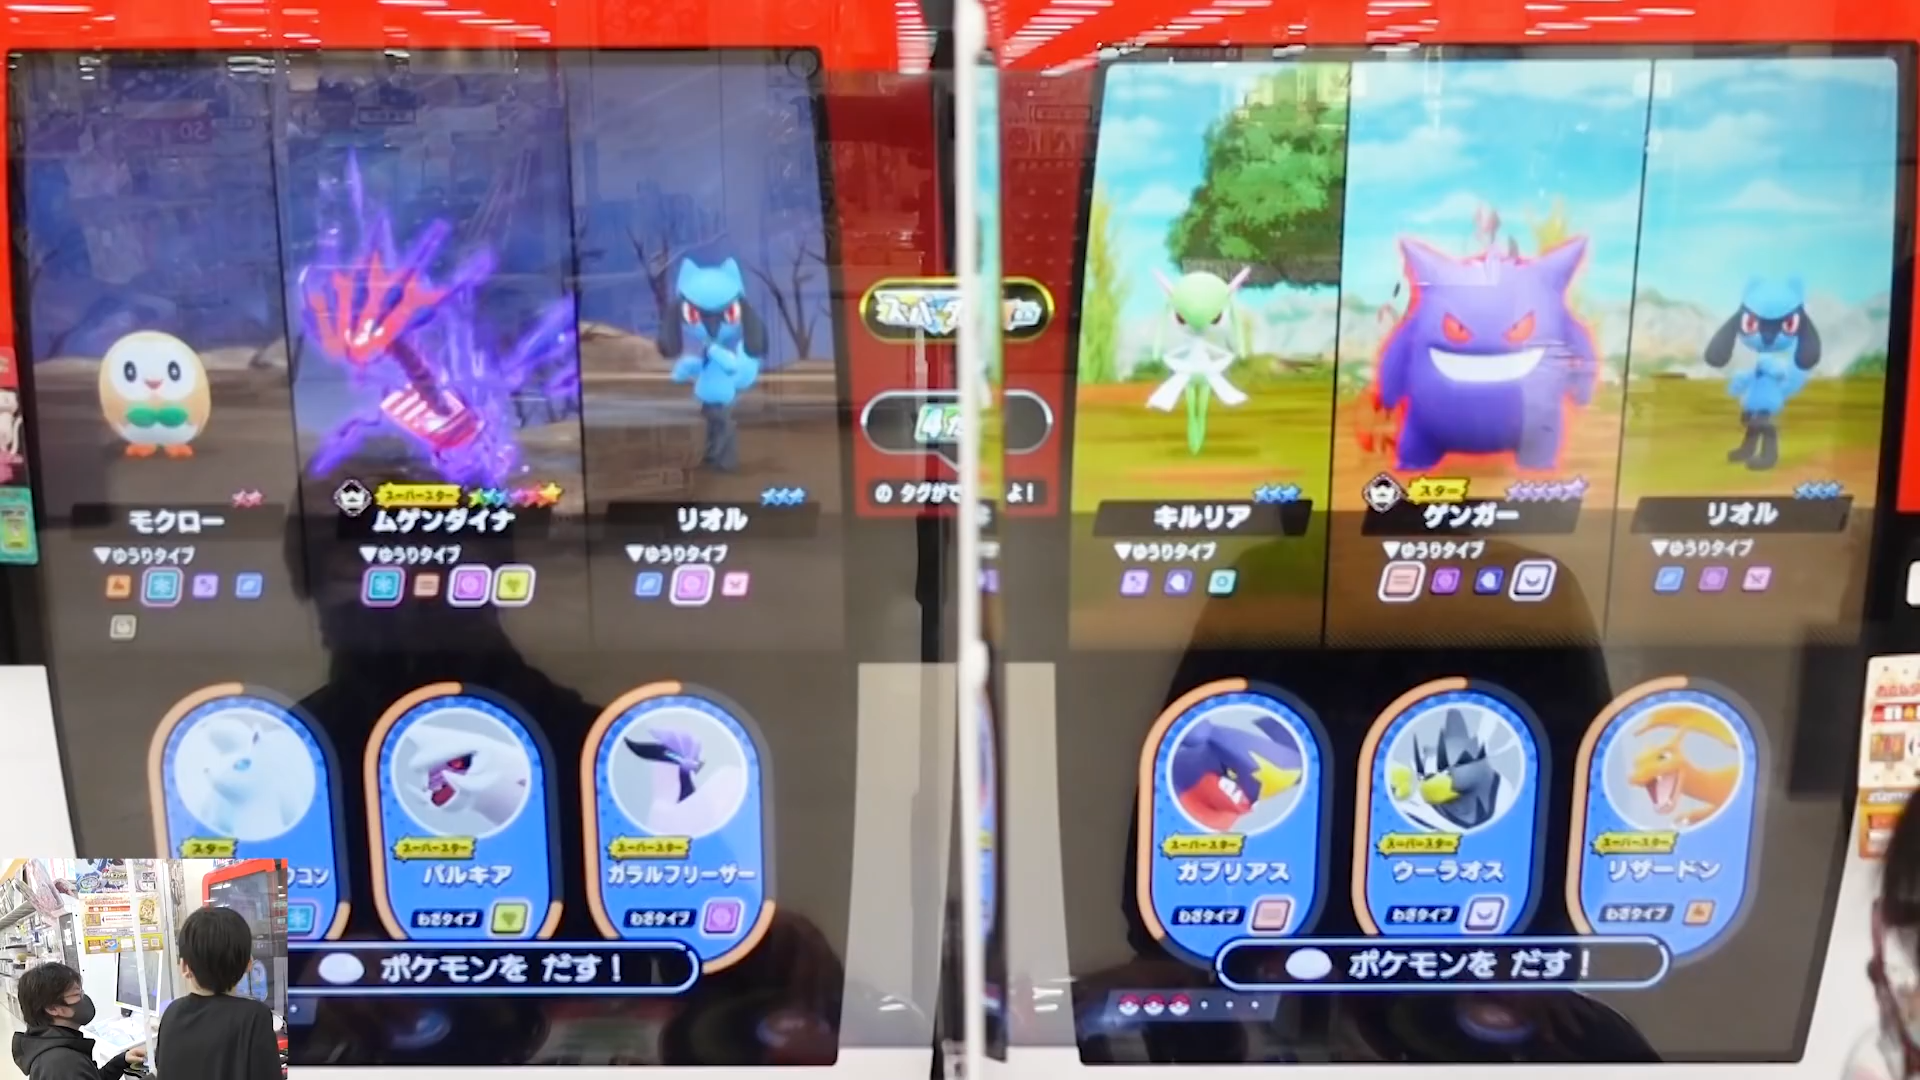 モクロー
スーパースター
ムゲンダイナ
リオル
▼ゆうりタイプ
▼ゆうりタイプ
▼ゆうりタイプ
の タグがで
よ！
キルリア
スター
ゲンガー
リオル
▼ゆうりタイプ
▼ゆうりタイプ
▼ゆうりタイプ
スター
コン
スーパースター
パルキア
わざタイプ
スーパースター
ガラルフリーザー
わざタイプ
ポケモンを だす！
スーパースター
ガブリアス
わざタイプ
スーパースター
ウーラオス
わざタイプ
スーパースター
リザードン
わざタイプ
ポケモンを だす！